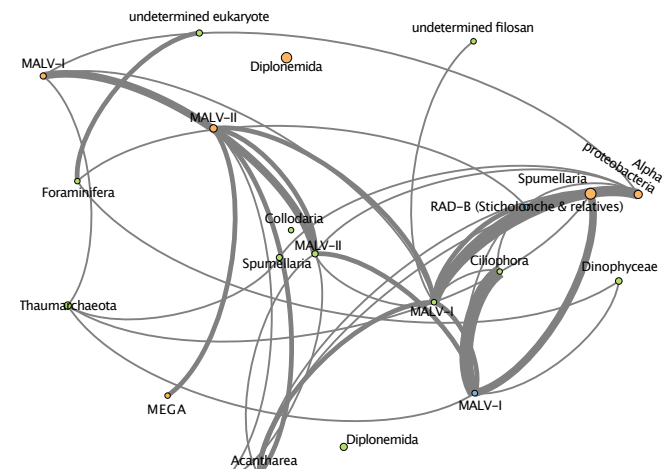 undetermined eukaryote
undetermined filosan
MALV-I
Diplonemida
MALV-II
Alpha
proteobacteria
Spumellaria
Foraminifera
RAD-B (Sticholonche & relatives)
Collodaria
MALV-II
Spumellaria
Ciliophora
Dinophyceae
Thaumarchaeota
MALV-I
MEGA
MALV-I
Diplonemida
Acantharea